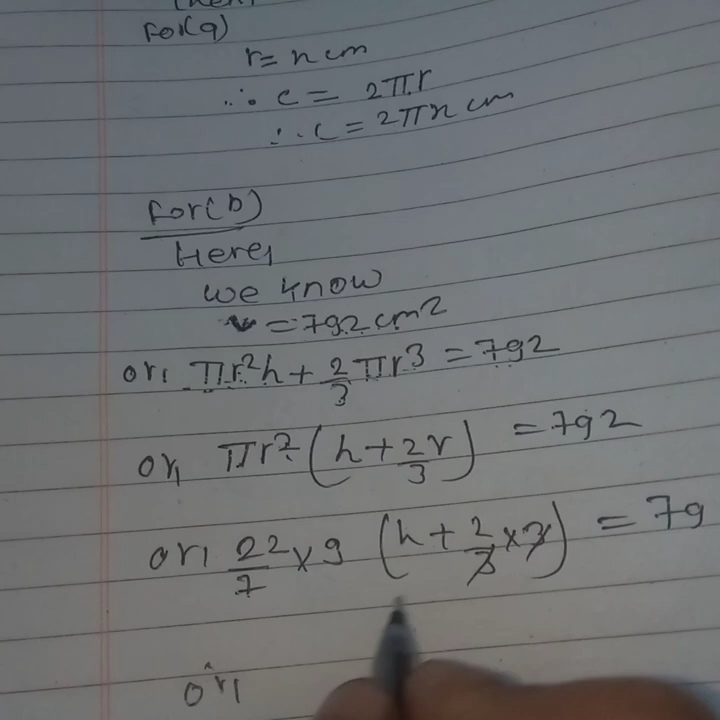 For(a)
r = x cm
∴ c = 2πr
∴ c = 2πx cm
For(b)
Here,
we know
v = 792 cm2
or, πr²h + 2/3 πr³ = 792
or, πr² (h + 2r/3) = 792
or, 22/7 × 9 (h + 2/3 × 3) = 79
or,